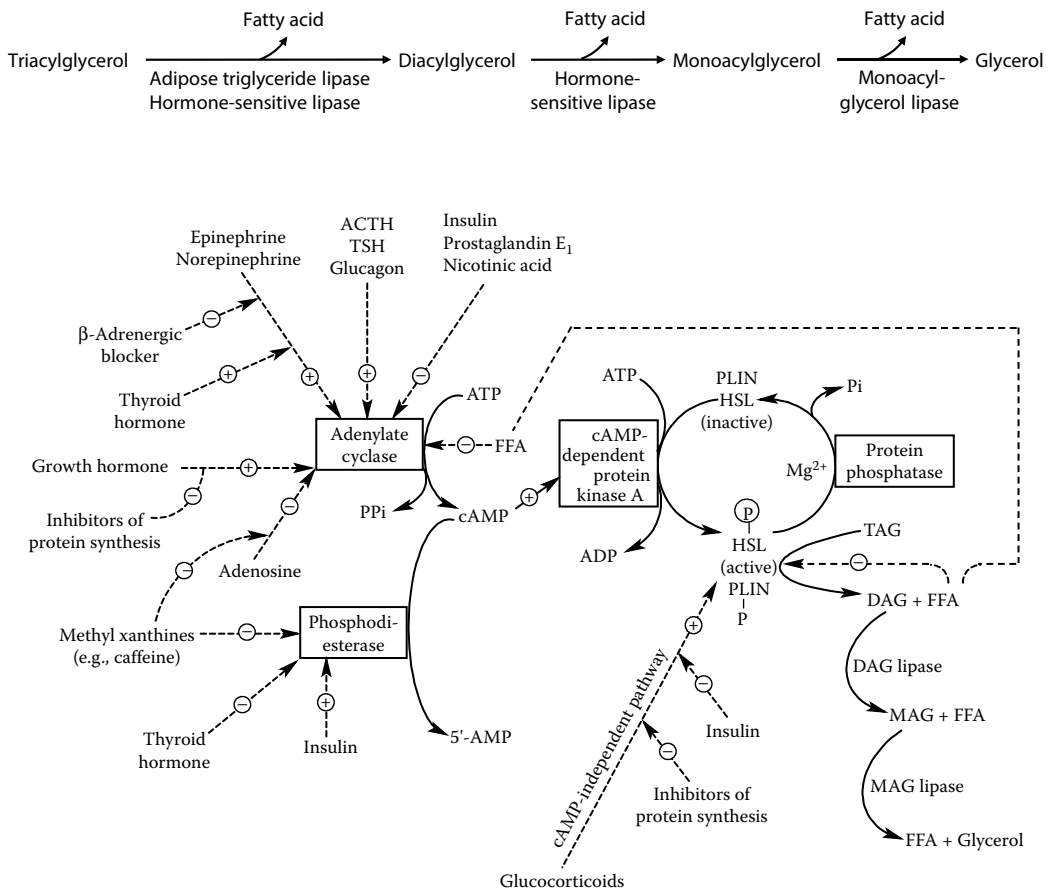 Fatty acid
Fatty acid
Fatty acid
Triacylglycerol
Diacylglycerol
Monoacylglycerol
Glycerol
Adipose triglyceride lipase
Hormone-sensitive lipase
Hormone-
sensitive lipase
Monoacyl-
glycerol lipase
Epinephrine
Norepinephrine
ACTH
TSH
Glucagon
Insulin
Prostaglandin E₁
Nicotinic acid
β-Adrenergic
blocker
−
Thyroid
hormone
+
+
+
−
ATP
Adenylate
cyclase
−
FFA
Growth hormone
+
−
Inhibitors of
protein synthesis
−
Adenosine
PPi
cAMP
+
−
Methyl xanthines
(e.g., caffeine)
−
Phosphodi-
esterase
−
Thyroid
hormone
+
Insulin
5'-AMP
ATP
PLIN
HSL
(inactive)
Pi
cAMP-
dependent
protein
kinase A
Mg²⁺
Protein
phosphatase
ADP
P
HSL
(active)
PLIN
P
TAG
−
DAG + FFA
+
−
Insulin
−
Inhibitors of
protein synthesis
cAMP-independent pathway
Glucocorticoids
DAG lipase
MAG + FFA
MAG lipase
FFA + Glycerol